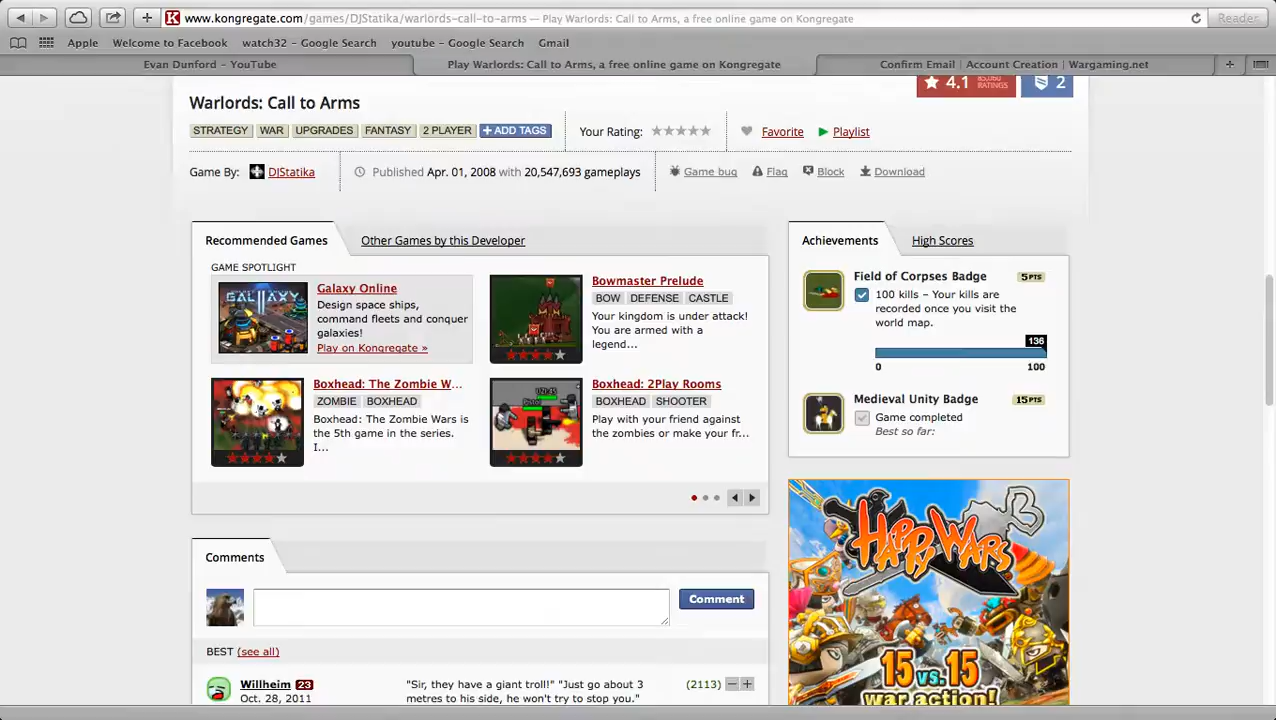 www.kongregate.com/games/DJStatika/warlords-call-to-arms — Play Warlords: Call to Arms, a free online game on Kongregate
Reader
Apple Welcome to Facebook watch32 – Google Search youtube – Google Search Gmail
Evan Dunford – YouTube
Play Warlords: Call to Arms, a free online game on Kongregate
Confirm Email | Account Creation | Wargaming.net
4.1 RATINGS 2
Warlords: Call to Arms
STRATEGY WAR UPGRADES FANTASY 2 PLAYER + ADD TAGS
Your Rating: Favorite Playlist
Game By: DJStatika Published Apr. 01, 2008 with 20,547,693 gameplays Game bug Flag Block Download
Recommended Games Other Games by this Developer
GAME SPOTLIGHT
GALAXY
Galaxy Online
Design space ships,
command fleets and conquer
galaxies!
Play on Kongregate »
Bowmaster Prelude
BOW DEFENSE CASTLE
Your kingdom is under attack!
You are armed with a
legend...
Boxhead: The Zombie W...
ZOMBIE BOXHEAD
Boxhead: The Zombie Wars is
the 5th game in the series.
I...
Boxhead: 2Play Rooms
BOXHEAD SHOOTER
Play with your friend against
the zombies or make your fr...
Achievements High Scores
Field of Corpses Badge 5 PTS
100 kills – Your kills are
recorded once you visit the
world map.
136
0 100
Medieval Unity Badge 15 PTS
Game completed
Best so far:
HAPPY WARS
15 vs. 15
war action!
Comments
Comment
BEST (see all)
Willheim 23
Oct. 28, 2011
"Sir, they have a giant troll!" "Just go about 3
metres to his side, he won't try to stop you."
(2113)